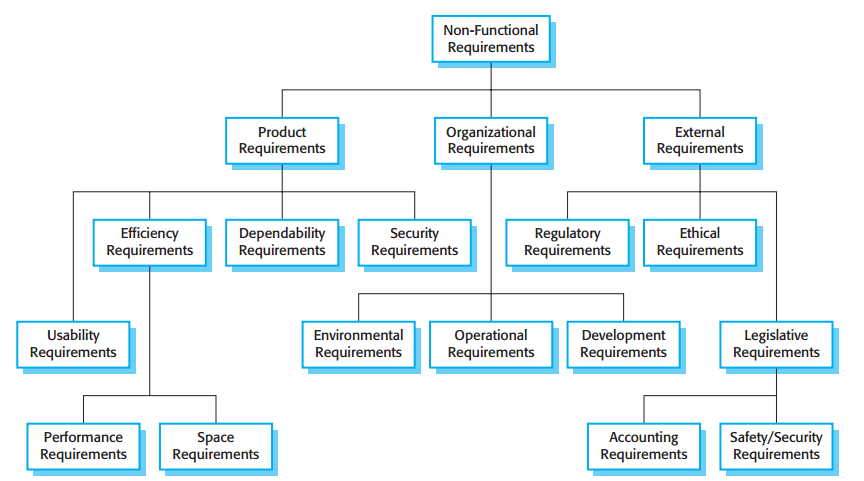 Non-Functional
Requirements
Product
Requirements
Organizational
Requirements
External
Requirements
Efficiency
Requirements
Dependability
Requirements
Security
Requirements
Regulatory
Requirements
Ethical
Requirements
Usability
Requirements
Environmental
Requirements
Operational
Requirements
Development
Requirements
Legislative
Requirements
Performance
Requirements
Space
Requirements
Accounting
Requirements
Safety/Security
Requirements